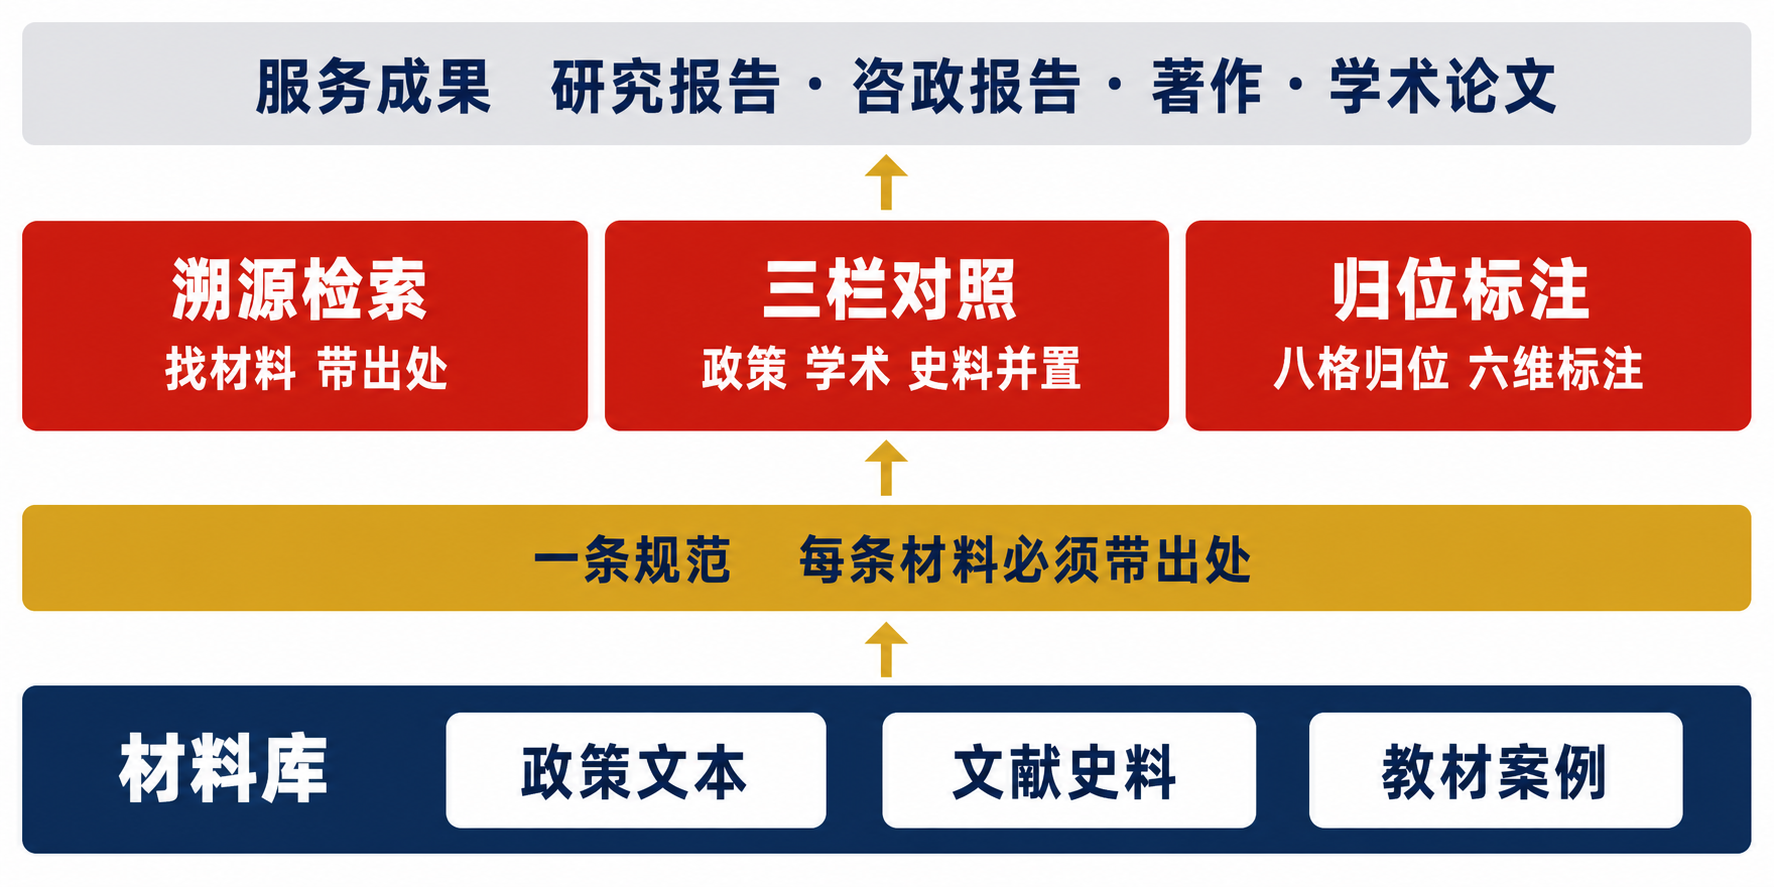 服务成果 研究报告·咨政报告·著作·学术论文
溯源检索
找材料 带出处
三栏对照
政策 学术 史料并置
归位标注
八格归位 六维标注
一条规范 每条材料必须带出处
材料库
政策文本
文献史料
教材案例